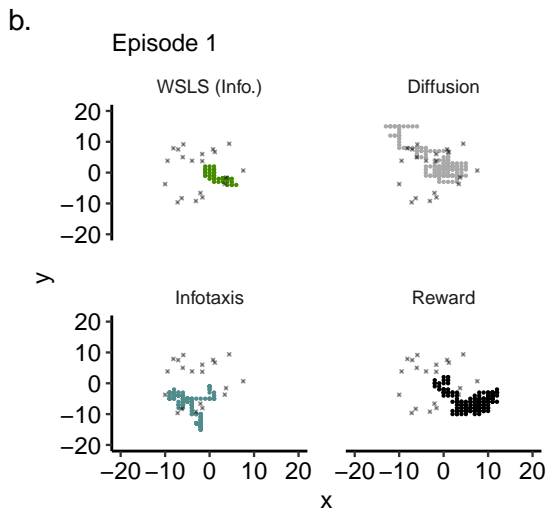 b.
Episode 1
WSLS (Info.) Diffusion
20
10
0
−10
−20
y
Infotaxis Reward
20
10
0
−10
−20
−20 −10 0 10 20 −20 −10 0 10 20
x